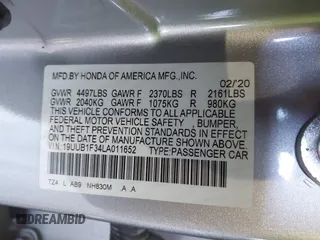 MFD.BY HONDA OF AMERICA MFG.,INC.
02/'20
GVWR 4497LBS GAWR F 2370LBS R 2161LBS
GVWR 2040KG GAWR F 1075KG R 980KG
THIS VEHICLE CONFORMS TO ALL APPLICABLE
FEDERAL MOTOR VEHICLE SAFETY , BUMPER,
AND THEFT PREVENTION STANDARDS IN EFFECT
ON THE DATE OF MANUFACTURE SHOWN ABOVE.
V.I.N:19UUB1F34LA011652 TYPE:PASSENGER CAR
TZ4 L AB9 NH830M A A
DREAMBID